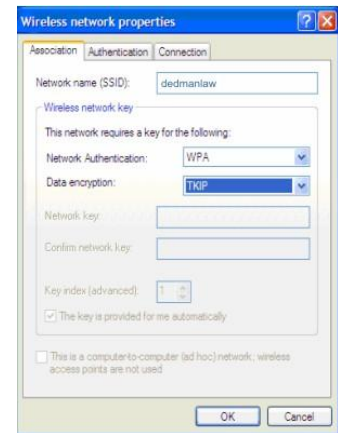 Wireless network properties
Association Authentication Connection
Network name (SSID): dedmanlaw
Wireless network key
This network requires a key for the following:
Network Authentication: WPA
Data encryption: TKIP
Network key:
Confirm network key:
Key index (advanced): 1
The key is provided for me automatically
This is a computer-to-computer (ad hoc) network; wireless
access points are not used
OK Cancel